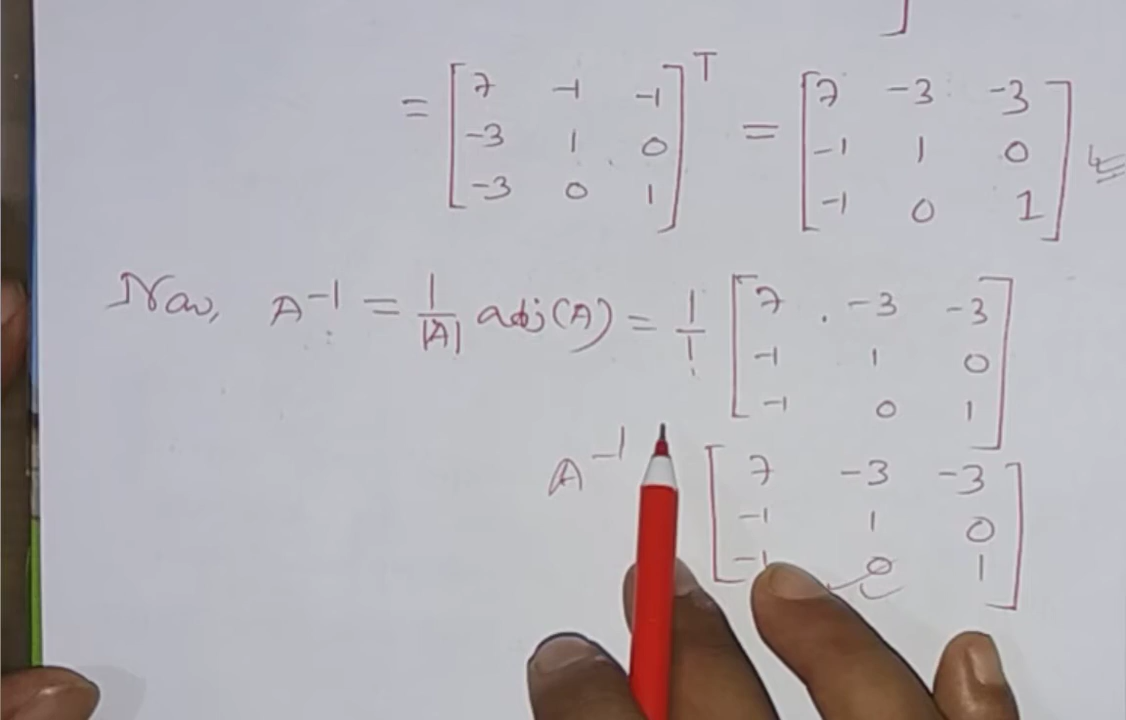 = [7 -1 -1]^T = [7 -3 -3]
[-3 1 0] [-1 1 0]
[-3 0 1] [-1 0 1]
Now, A^-1 = 1/|A| adj(A) = 1/1 [7 -3 -3]
[-1 1 0]
[-1 0 1]
A^-1 [7 -3 -3]
[-1 1 0]
[-1 0 1]